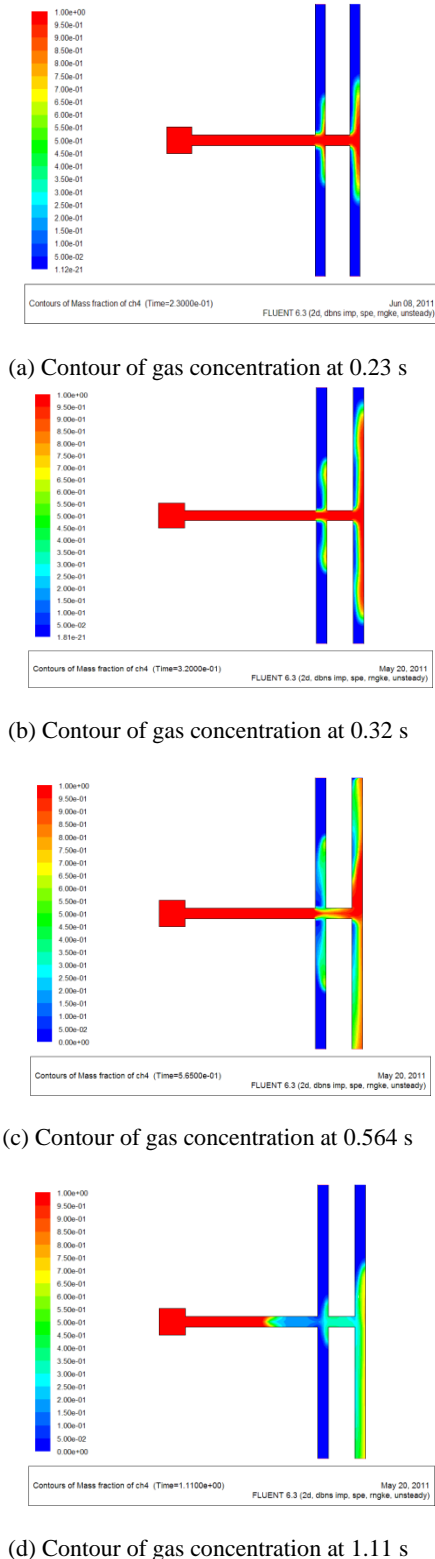 1.00e+00
9.50e-01
9.00e-01
8.50e-01
8.00e-01
7.50e-01
7.00e-01
6.50e-01
6.00e-01
5.50e-01
5.00e-01
4.50e-01
4.00e-01
3.50e-01
3.00e-01
2.50e-01
2.00e-01
1.50e-01
1.00e-01
5.00e-02
1.12e-21
Contours of Mass fraction of ch4 (Time=2.3000e-01) Jun 08, 2011
FLUENT 6.3 (2d, dbns imp, spe, rngke, unsteady)
(a) Contour of gas concentration at 0.23 s
1.00e+00
9.50e-01
9.00e-01
8.50e-01
8.00e-01
7.50e-01
7.00e-01
6.50e-01
6.00e-01
5.50e-01
5.00e-01
4.50e-01
4.00e-01
3.50e-01
3.00e-01
2.50e-01
2.00e-01
1.50e-01
1.00e-01
5.00e-02
1.81e-21
Contours of Mass fraction of ch4 (Time=3.2000e-01) May 20, 2011
FLUENT 6.3 (2d, dbns imp, spe, rngke, unsteady)
(b) Contour of gas concentration at 0.32 s
1.00e+00
9.50e-01
9.00e-01
8.50e-01
8.00e-01
7.50e-01
7.00e-01
6.50e-01
6.00e-01
5.50e-01
5.00e-01
4.50e-01
4.00e-01
3.50e-01
3.00e-01
2.50e-01
2.00e-01
1.50e-01
1.00e-01
5.00e-02
0.00e+00
Contours of Mass fraction of ch4 (Time=5.6500e-01) May 20, 2011
FLUENT 6.3 (2d, dbns imp, spe, rngke, unsteady)
(c) Contour of gas concentration at 0.564 s
1.00e+00
9.50e-01
9.00e-01
8.50e-01
8.00e-01
7.50e-01
7.00e-01
6.50e-01
6.00e-01
5.50e-01
5.00e-01
4.50e-01
4.00e-01
3.50e-01
3.00e-01
2.50e-01
2.00e-01
1.50e-01
1.00e-01
5.00e-02
0.00e+00
Contours of Mass fraction of ch4 (Time=1.1100e+00) May 20, 2011
FLUENT 6.3 (2d, dbns imp, spe, rngke, unsteady)
(d) Contour of gas concentration at 1.11 s